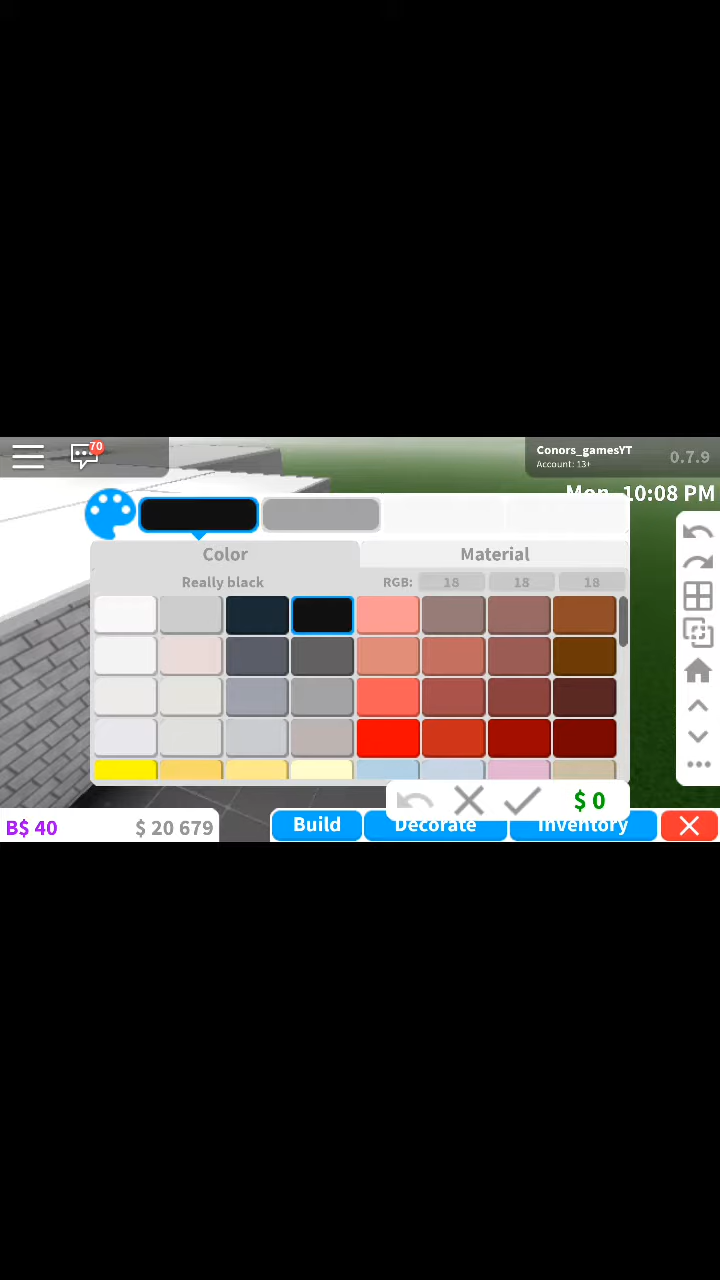 70
Conors_gamesYT
Account: 13+
0.7.9
Mon. 10:08 PM
Color
Material
Really black
RGB: 18 18 18
$ 0
B$ 40
$ 20 679
Build
Decorate
Inventory